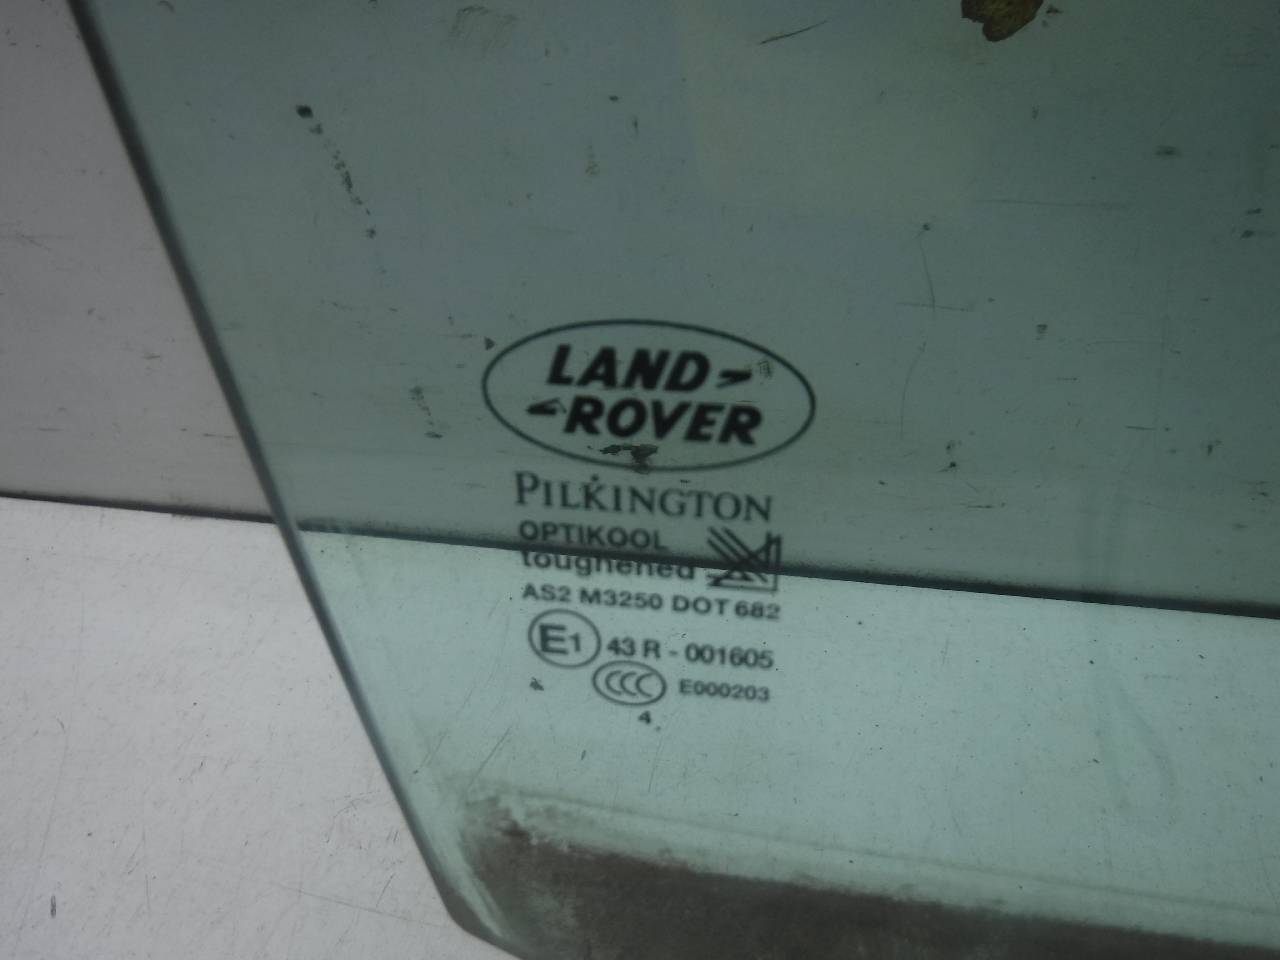 LAND
ROVER
PILKINGTON
OPTIKOOL
toughened
AS2 M3250 DOT 682
E1 43 R - 001605
CCC E000203
4